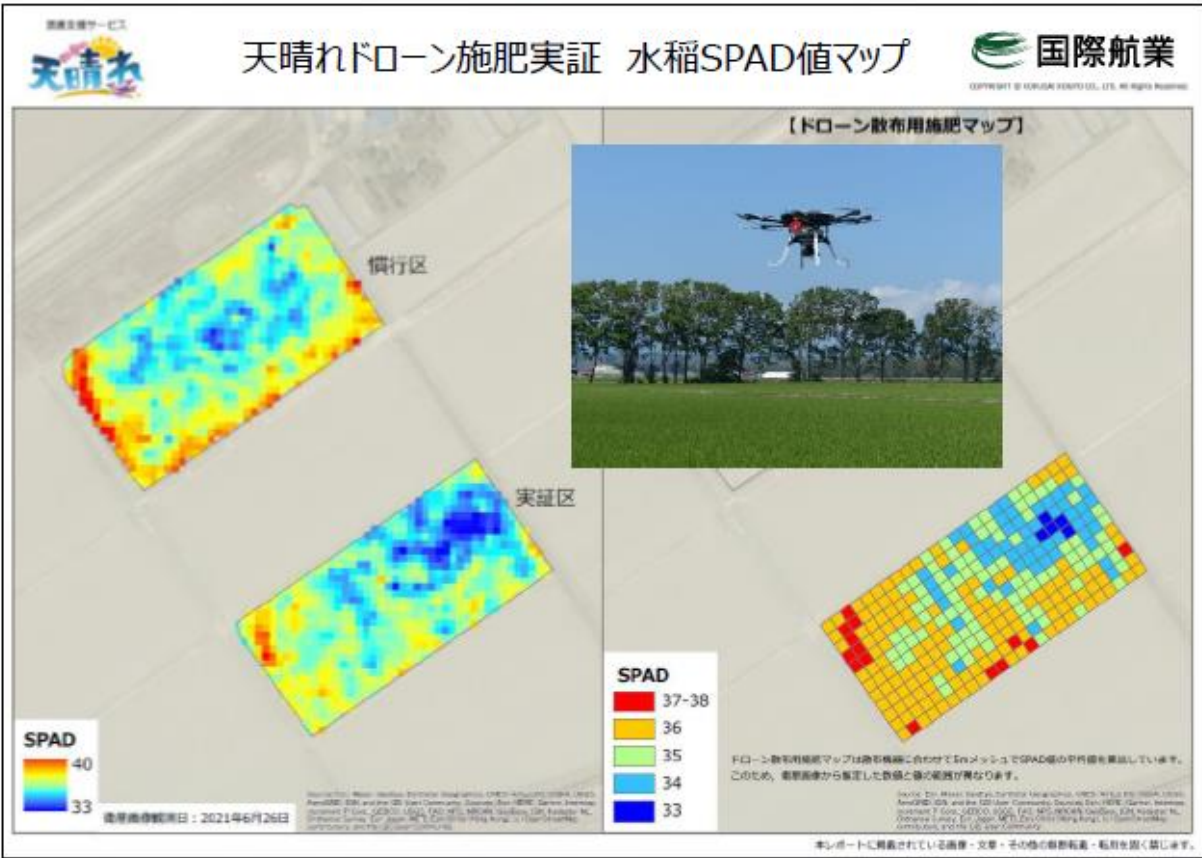 営農支援サービス
天晴れ
天晴れドローン施肥実証 水稲SPAD値マップ
国際航業
COPYRIGHT © KOKUSAI KOGYO CO., LTD. All Rights Reserved.
【ドローン散布用施肥マップ】
慣行区
実証区
SPAD
40
33
衛星画像観測日：2021年6月26日
SPAD
37-38
36
35
34
33
ドローン散布用施肥マップは散布機器に合わせて5mメッシュでSPAD値の平均値を算出しています。
このため、衛星画像から推定した数値と値の範囲が異なります。
本レポートに掲載されている画像・文章・その他の無断転載・転用を固く禁じます。